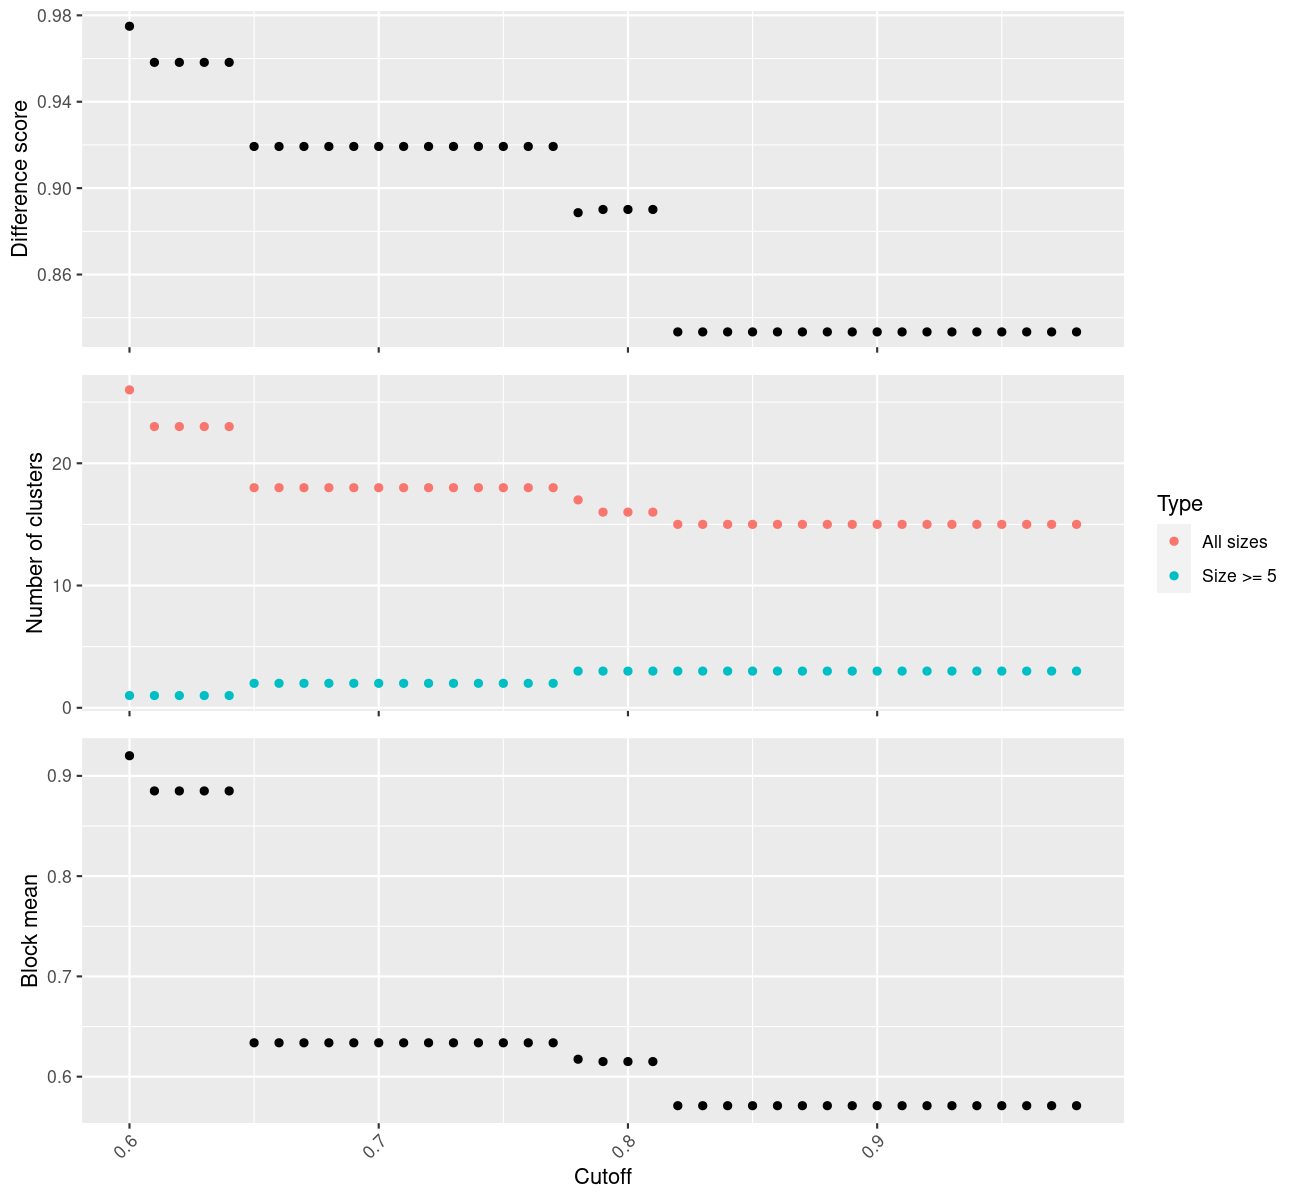 Difference score
0.98
0.94
0.90
0.86
Number of clusters
20
10
0
Type
All sizes
Size >= 5
Block mean
0.9
0.8
0.7
0.6
0.6
0.7
0.8
0.9
Cutoff